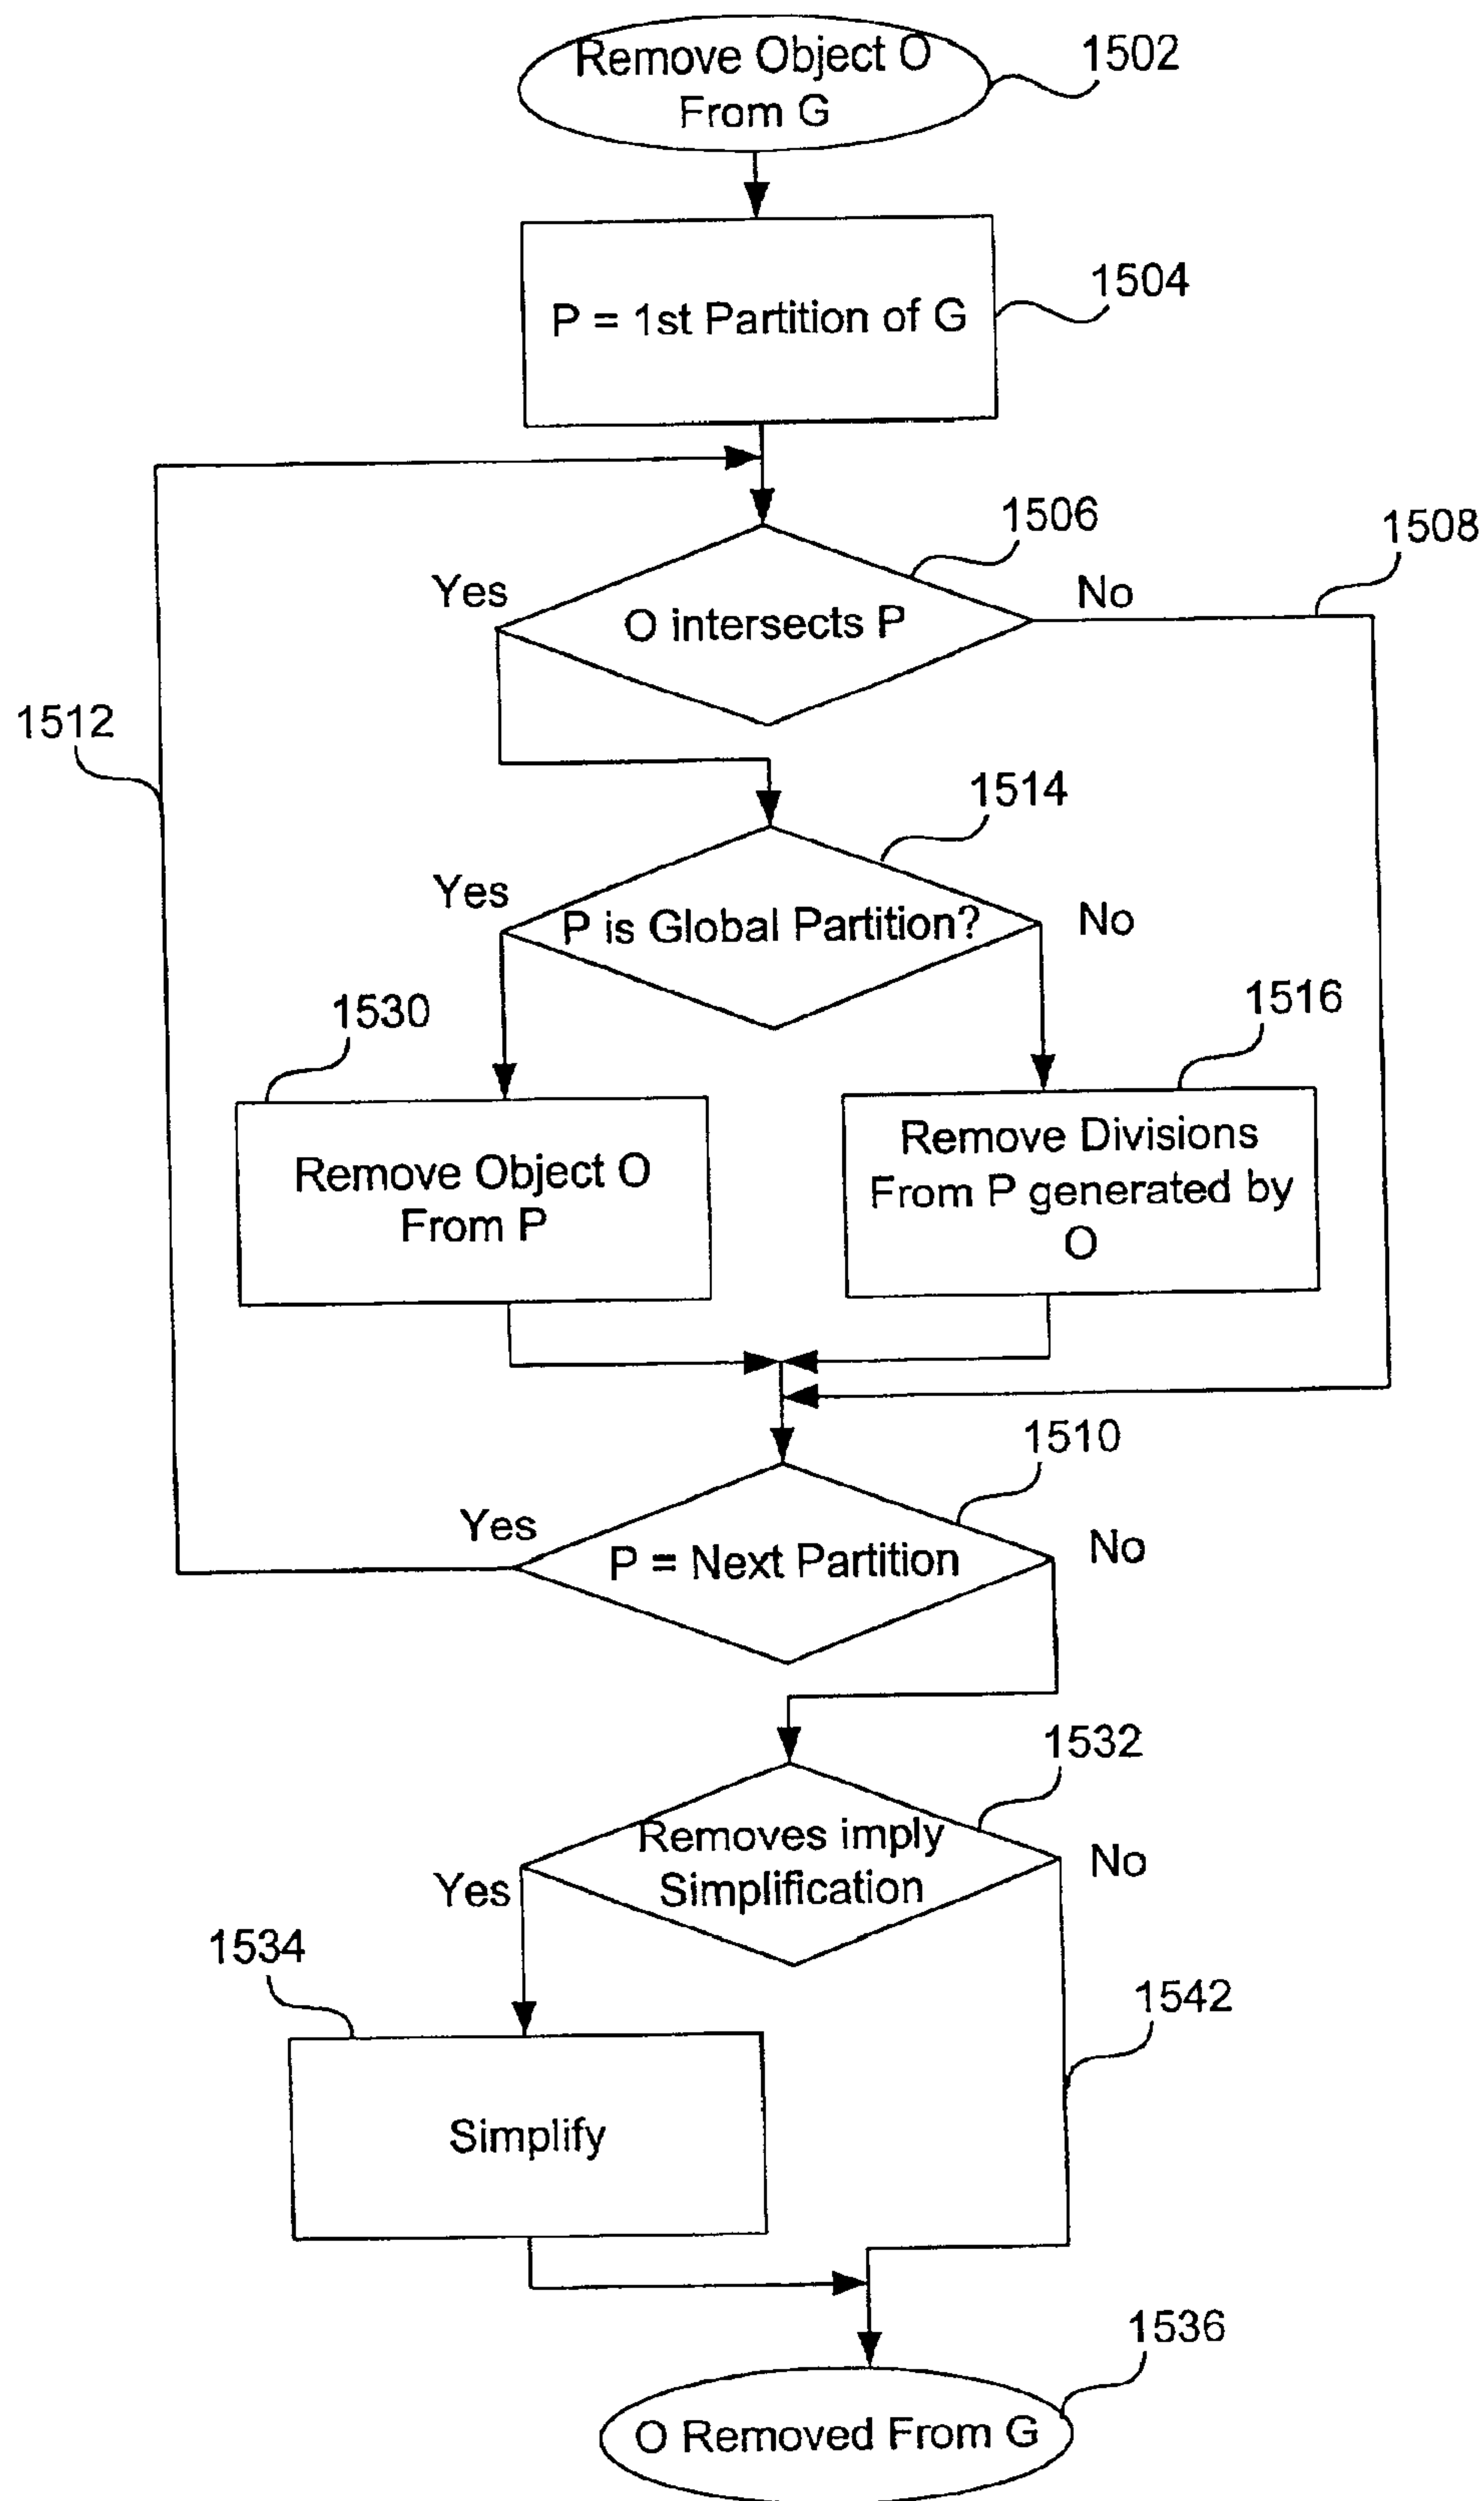 Remove Object O
From G
1502
P = 1st Partition of G
1504
1506
1508
Yes
O intersects P
No
1512
1514
Yes
P is Global Partition?
No
1530
1516
Remove Object O
From P
Remove Divisions
From P generated by
O
1510
Yes
P = Next Partition
No
1532
Removes imply
Simplification
Yes
No
1534
1542
Simplify
1536
O Removed From G